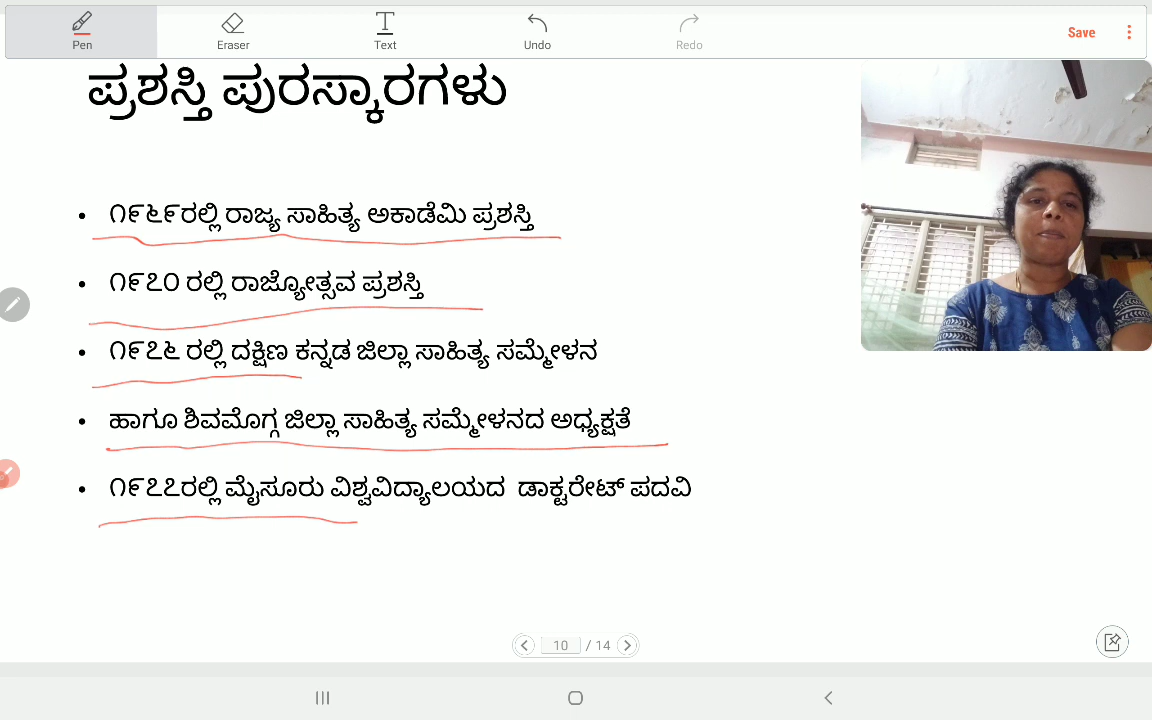 Pen Eraser Text Undo Redo Save
ಪ್ರಶಸ್ತಿ ಪುರಸ್ಕಾರಗಳು
• ೧೯೬೯ರಲ್ಲಿ ರಾಜ್ಯ ಸಾಹಿತ್ಯ ಅಕಾಡೆಮಿ ಪ್ರಶಸ್ತಿ
• ೧೯೭೦ ರಲ್ಲಿ ರಾಜ್ಯೋತ್ಸವ ಪ್ರಶಸ್ತಿ
• ೧೯೭೬ ರಲ್ಲಿ ದಕ್ಷಿಣ ಕನ್ನಡ ಜಿಲ್ಲಾ ಸಾಹಿತ್ಯ ಸಮ್ಮೇಳನ
• ಹಾಗೂ ಶಿವಮೊಗ್ಗ ಜಿಲ್ಲಾ ಸಾಹಿತ್ಯ ಸಮ್ಮೇಳನದ ಅಧ್ಯಕ್ಷತೆ
• ೧೯೭೭ರಲ್ಲಿ ಮೈಸೂರು ವಿಶ್ವವಿದ್ಯಾಲಯದ ಡಾಕ್ಟರೇಟ್ ಪದವಿ
10 / 14